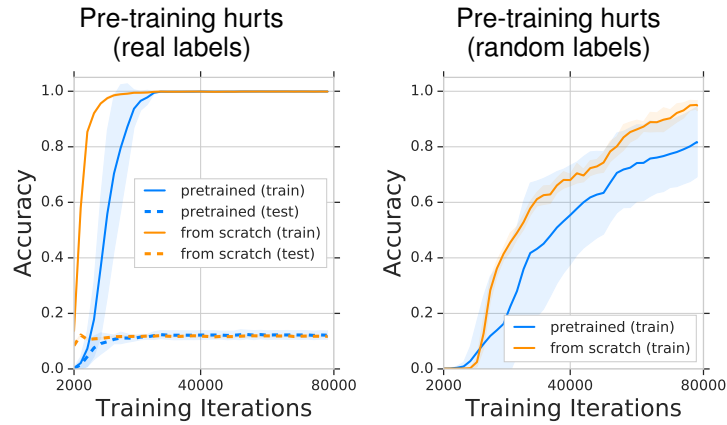 Pre-training hurts
(real labels)
Accuracy
1.0
0.8
0.6
0.4
0.2
0.0
pretrained (train)
pretrained (test)
from scratch (train)
from scratch (test)
2000
40000
80000
Training Iterations
Pre-training hurts
(random labels)
Accuracy
1.0
0.8
0.6
0.4
0.2
0.0
pretrained (train)
from scratch (train)
2000
40000
80000
Training Iterations